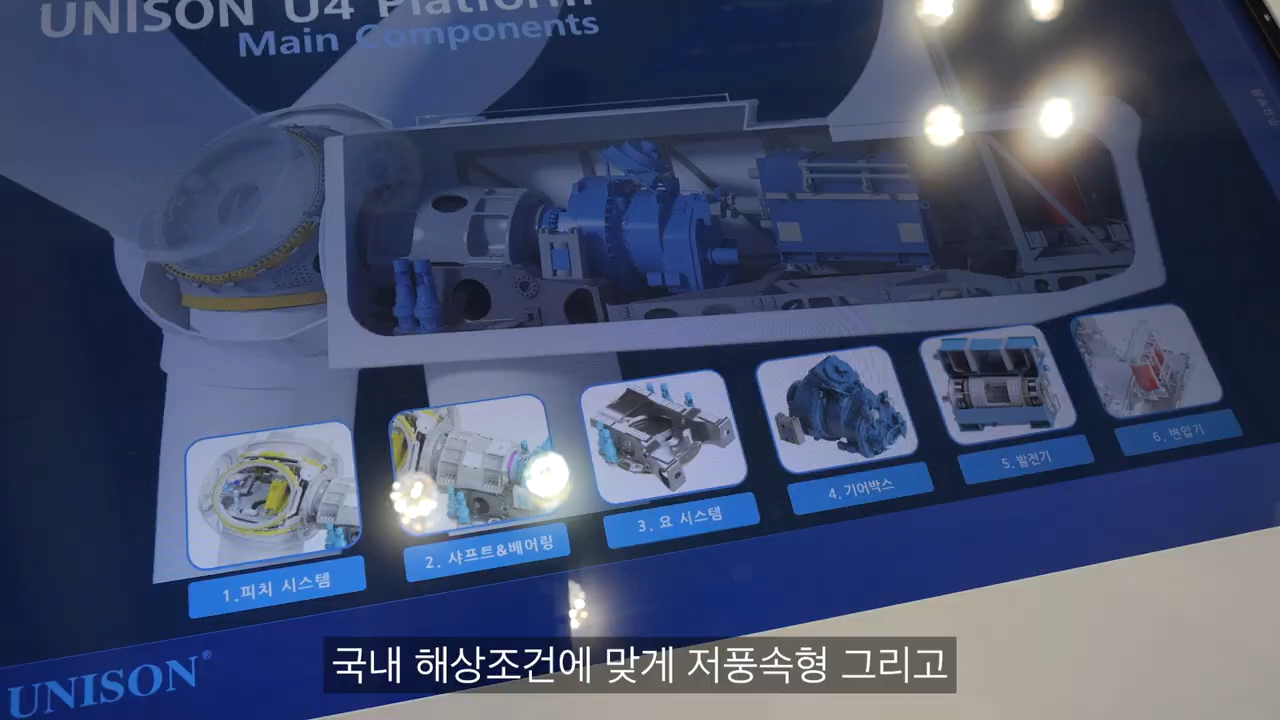 UNISON U4 Platform
Main Components
1.피치 시스템
2. 샤프트&베어링
3. 요 시스템
4. 기어박스
5. 발전기
6. 변압기
UNISON®
국내 해상조건에 맞게 저풍속형 그리고